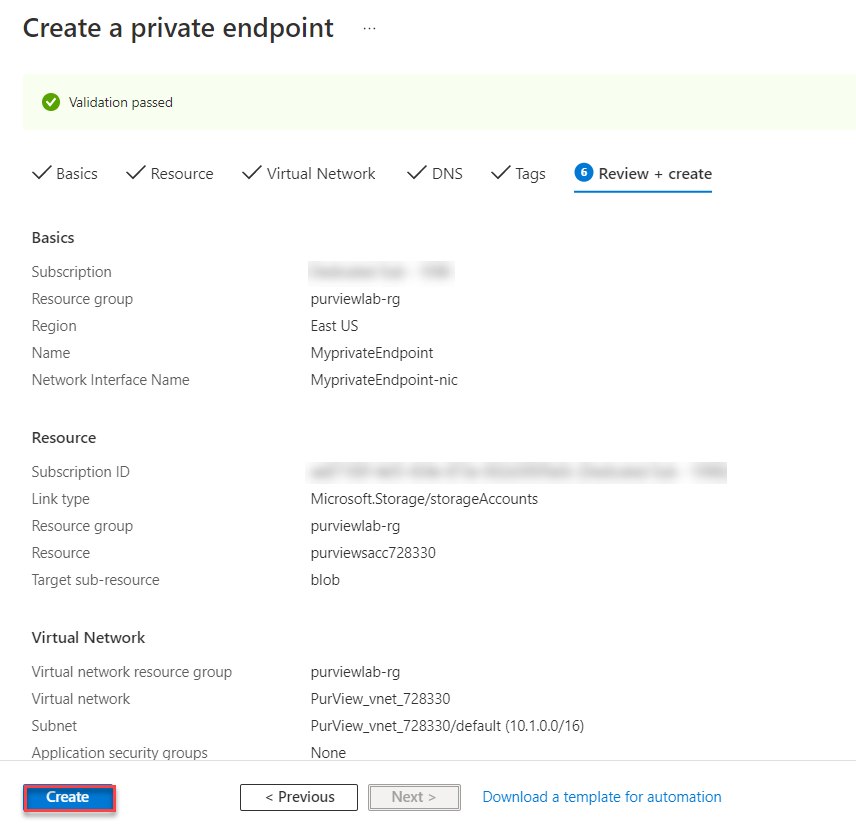 Create a private endpoint ...
Validation passed
Basics Resource Virtual Network DNS Tags 6 Review + create
Basics
Subscription
Resource group purviewlab-rg
Region East US
Name MyprivateEndpoint
Network Interface Name MyprivateEndpoint-nic
Resource
Subscription ID
Link type Microsoft.Storage/storageAccounts
Resource group purviewlab-rg
Resource purviewsacc728330
Target sub-resource blob
Virtual Network
Virtual network resource group purviewlab-rg
Virtual network PurView_vnet_728330
Subnet PurView_vnet_728330/default (10.1.0.0/16)
Application security groups None
Create < Previous Next > Download a template for automation